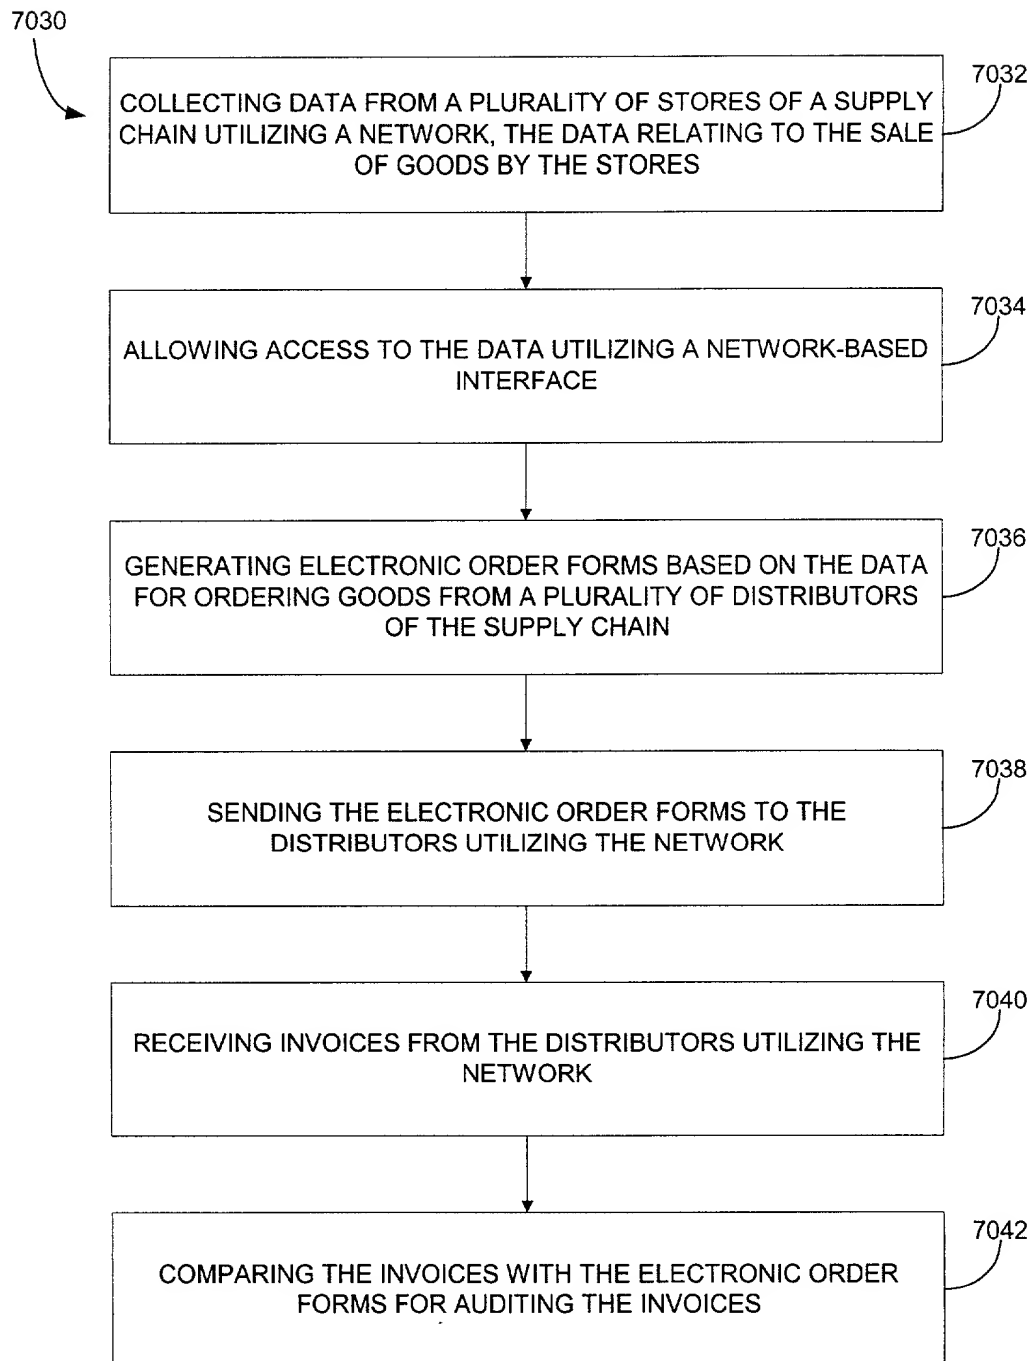 7030
7032
COLLECTING DATA FROM A PLURALITY OF STORES OF A SUPPLY
CHAIN UTILIZING A NETWORK, THE DATA RELATING TO THE SALE
OF GOODS BY THE STORES
7034
ALLOWING ACCESS TO THE DATA UTILIZING A NETWORK-BASED
INTERFACE
7036
GENERATING ELECTRONIC ORDER FORMS BASED ON THE DATA
FOR ORDERING GOODS FROM A PLURALITY OF DISTRIBUTORS
OF THE SUPPLY CHAIN
7038
SENDING THE ELECTRONIC ORDER FORMS TO THE
DISTRIBUTORS UTILIZING THE NETWORK
7040
RECEIVING INVOICES FROM THE DISTRIBUTORS UTILIZING THE
NETWORK
7042
COMPARING THE INVOICES WITH THE ELECTRONIC ORDER
FORMS FOR AUDITING THE INVOICES